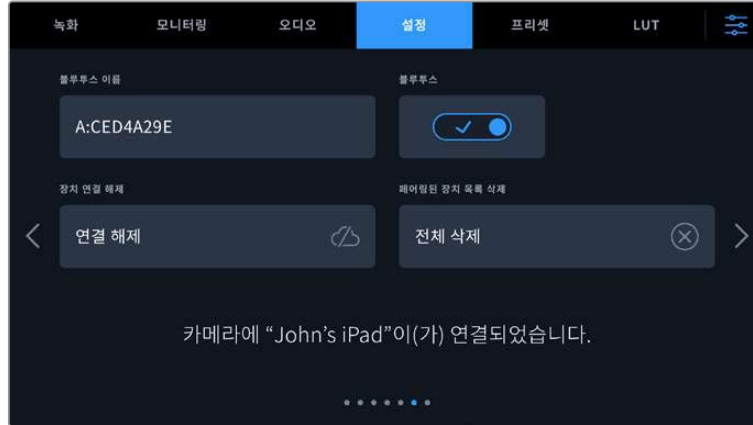 녹화 모니터링 오디오 설정 프리셋 LUT
블루투스 이름 블루투스
A:CED4A29E
장치 연결 해제 페어링된 장치 목록 삭제
연결 해제 전체 삭제
카메라에 “John’s iPad”이(가) 연결되었습니다.